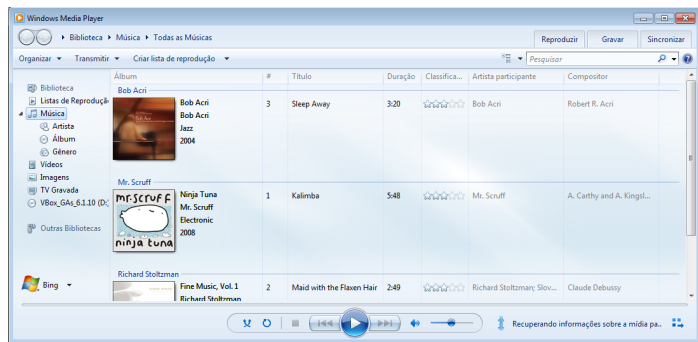 Windows Media Player
Biblioteca ▸ Música ▸ Todas as Músicas
Reproduzir Gravar Sincronizar
Organizar Transmitir Criar lista de reprodução Pesquisar
Álbum # Título Duração Classifica... Artista participante Compositor
Biblioteca
Listas de Reproduçã
Música
Artista
Álbum
Gênero
Vídeos
Imagens
TV Gravada
VBox_GAs_6.1.10 (D:)
Outras Bibliotecas
Bing
Bob Acri
Bob Acri 3 Sleep Away 3:20 Bob Acri Robert R. Acri
Bob Acri
Jazz
2004
Mr. Scruff
mr.scruff
ninja tuna
Ninja Tuna 1 Kalimba 5:48 Mr. Scruff A. Carthy and A. Kingsl...
Mr. Scruff
Electronic
2008
Richard Stoltzman
Fine Music, Vol. 1 2 Maid with the Flaxen Hair 2:49 Richard Stoltzman; Slov... Claude Debussy
Richard Stoltzman
Recuperando informações sobre a mídia pa..